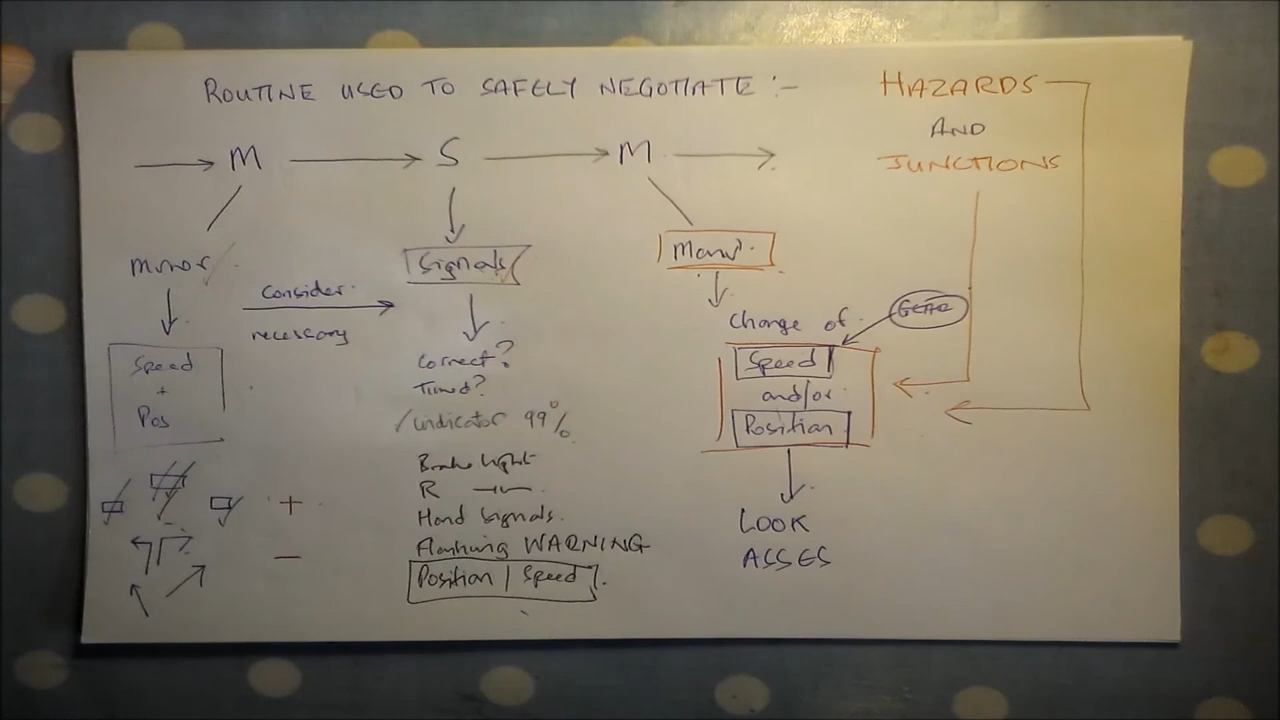 ROUTINE USED TO SAFELY NEGOTIATE :-
HAZARDS
AND
JUNCTIONS
M
S
M
Mirror
Signals
Manv.
Consider
necessary
Speed
+
Pos
Correct?
Timed?
indicator 99%
Brake light
R
Hand Signals.
Flashing WARNING
Position | Speed
+
−
Change of
GEAR
Speed
and/or
Position
LOOK
ASSES